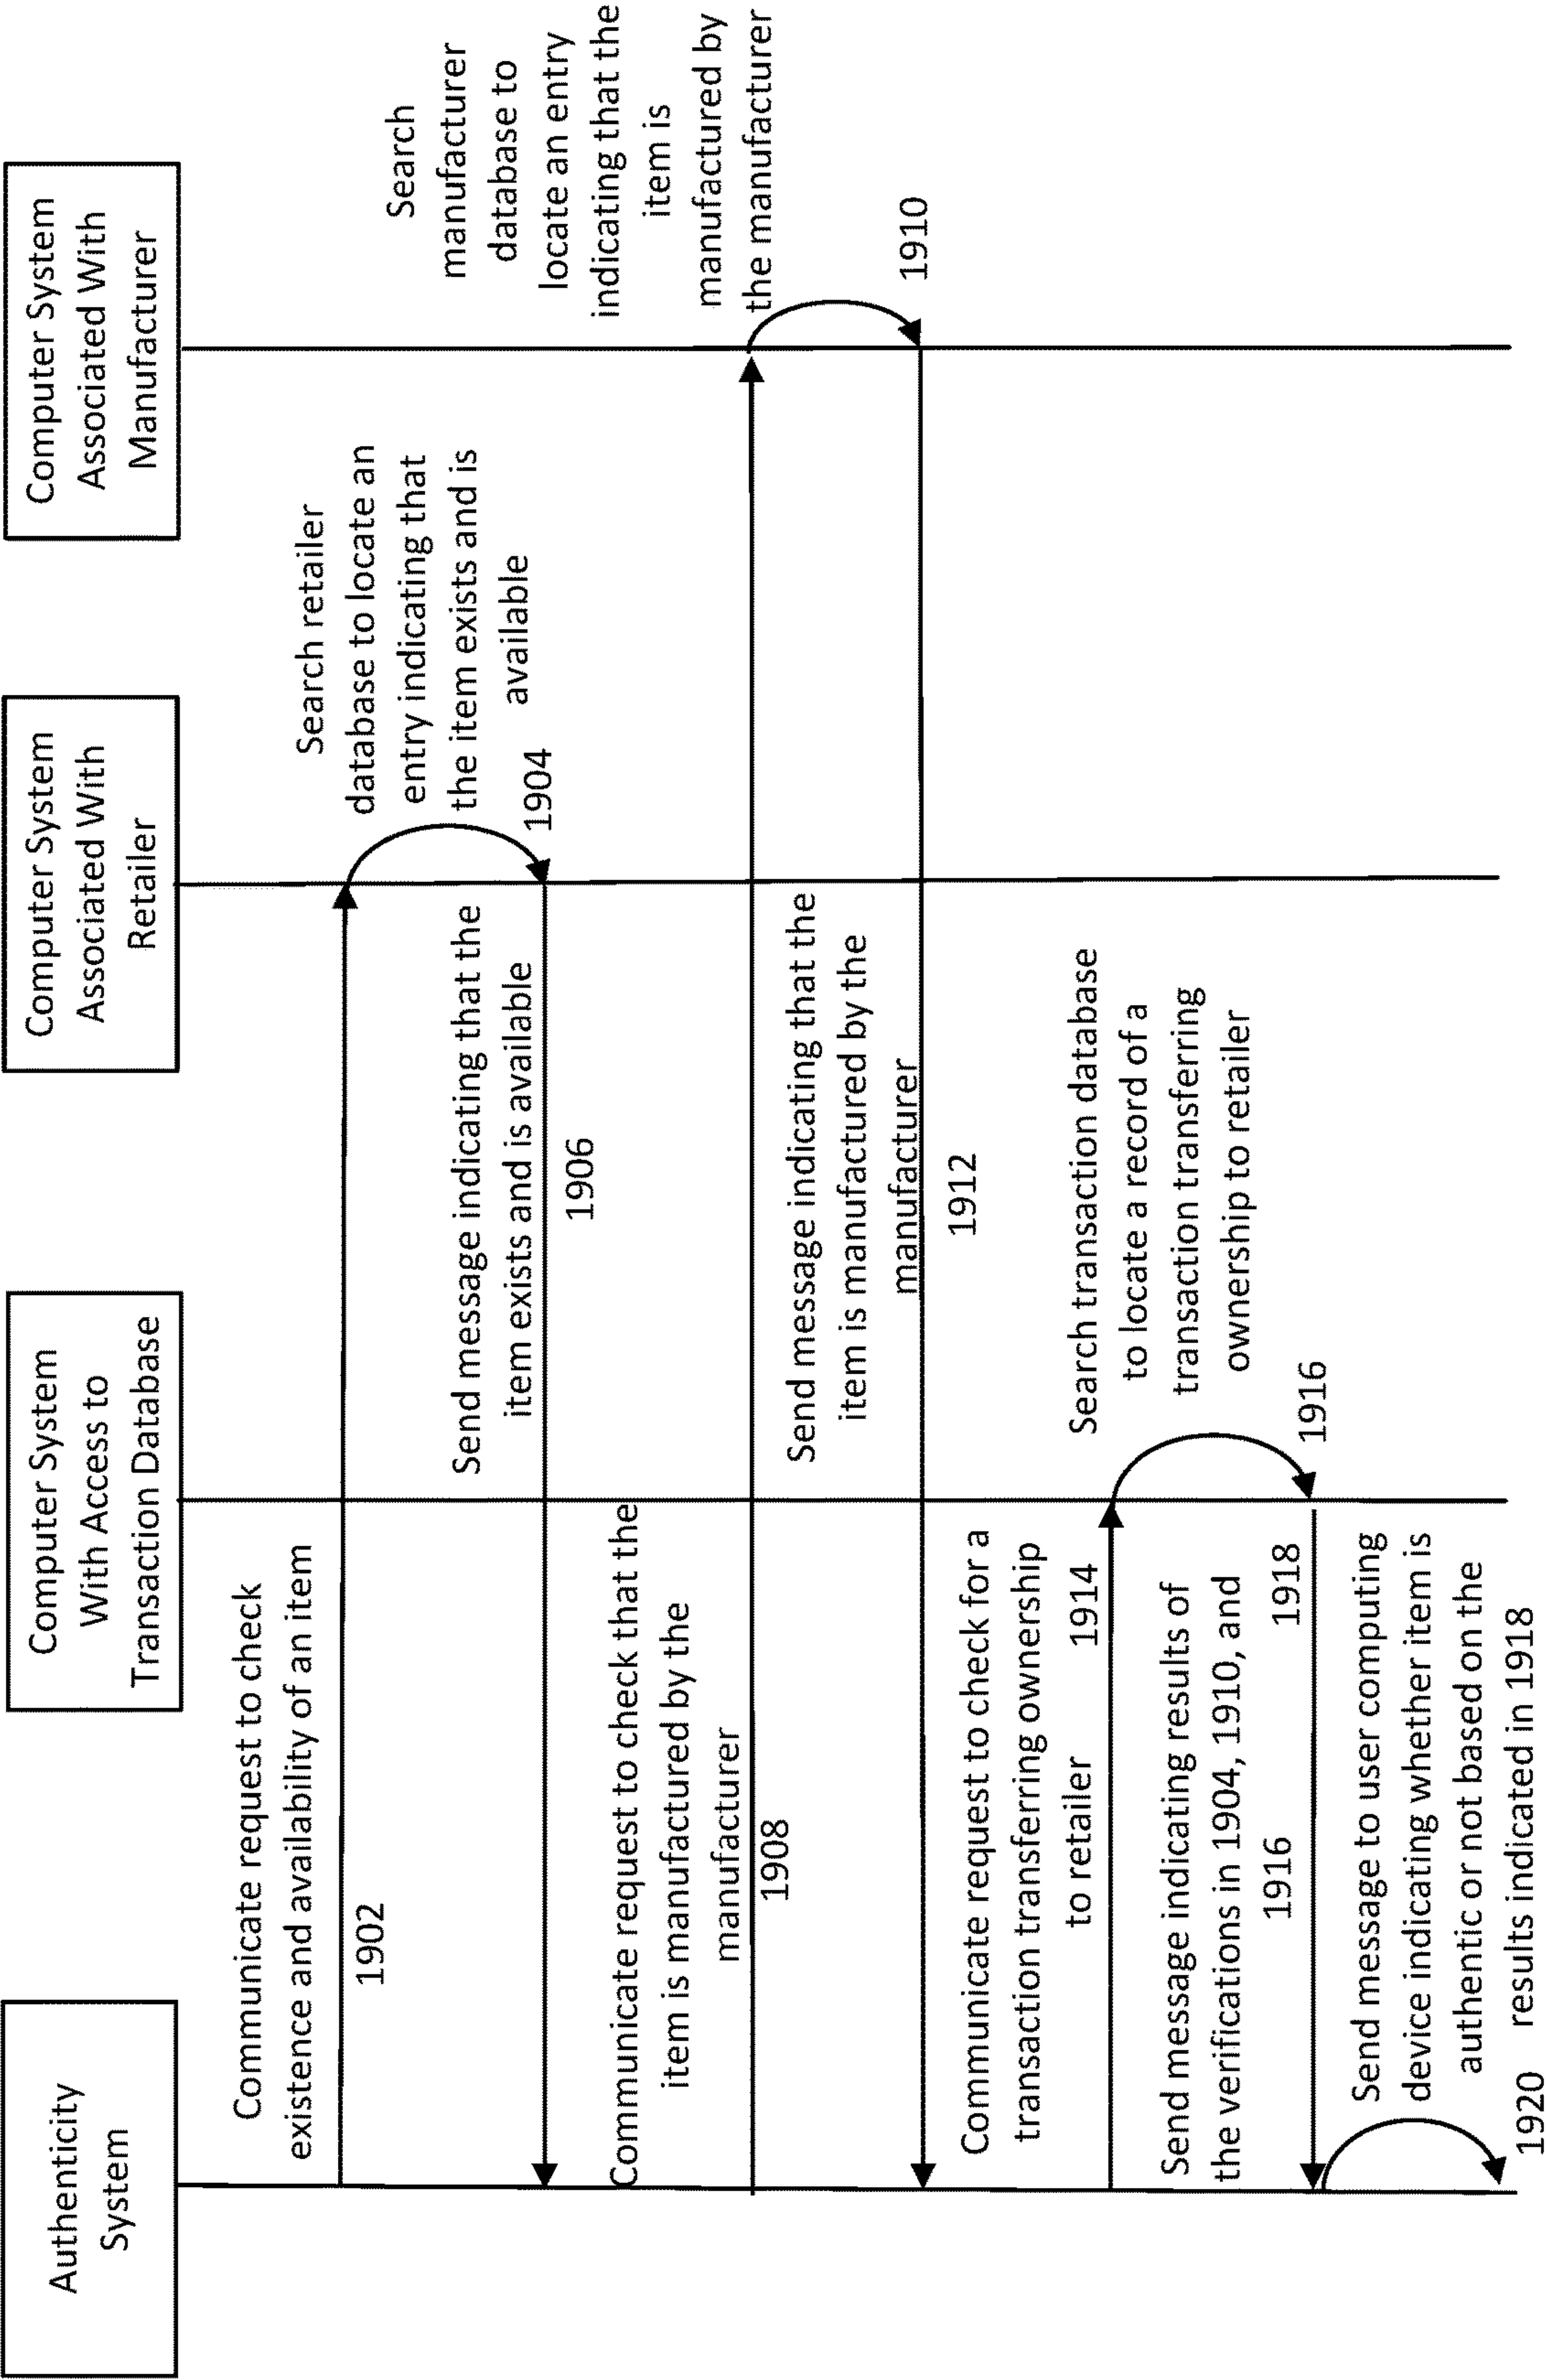 Authenticity
System
Computer System
With Access to
Transaction Database
Computer System
Associated With
Retailer
Computer System
Associated With
Manufacturer
Communicate request to check
existence and availability of an item
1902
Search retailer
database to locate an
entry indicating that
the item exists and is
available
1904
Send message indicating that the
item exists and is available
1906
Communicate request to check that the
item is manufactured by the
manufacturer
1908
Search
manufacturer
database to
locate an entry
indicating that the
item is
manufactured by
the manufacturer
1910
Send message indicating that the
item is manufactured by the
manufacturer
1912
Communicate request to check for a
transaction transferring ownership
to retailer 1914
Search transaction database
to locate a record of a
transaction transferring
ownership to retailer
1916
Send message indicating results of
the verifications in 1904, 1910, and
1916 1918
Send message to user computing
device indicating whether item is
authentic or not based on the
results indicated in 1918
1920